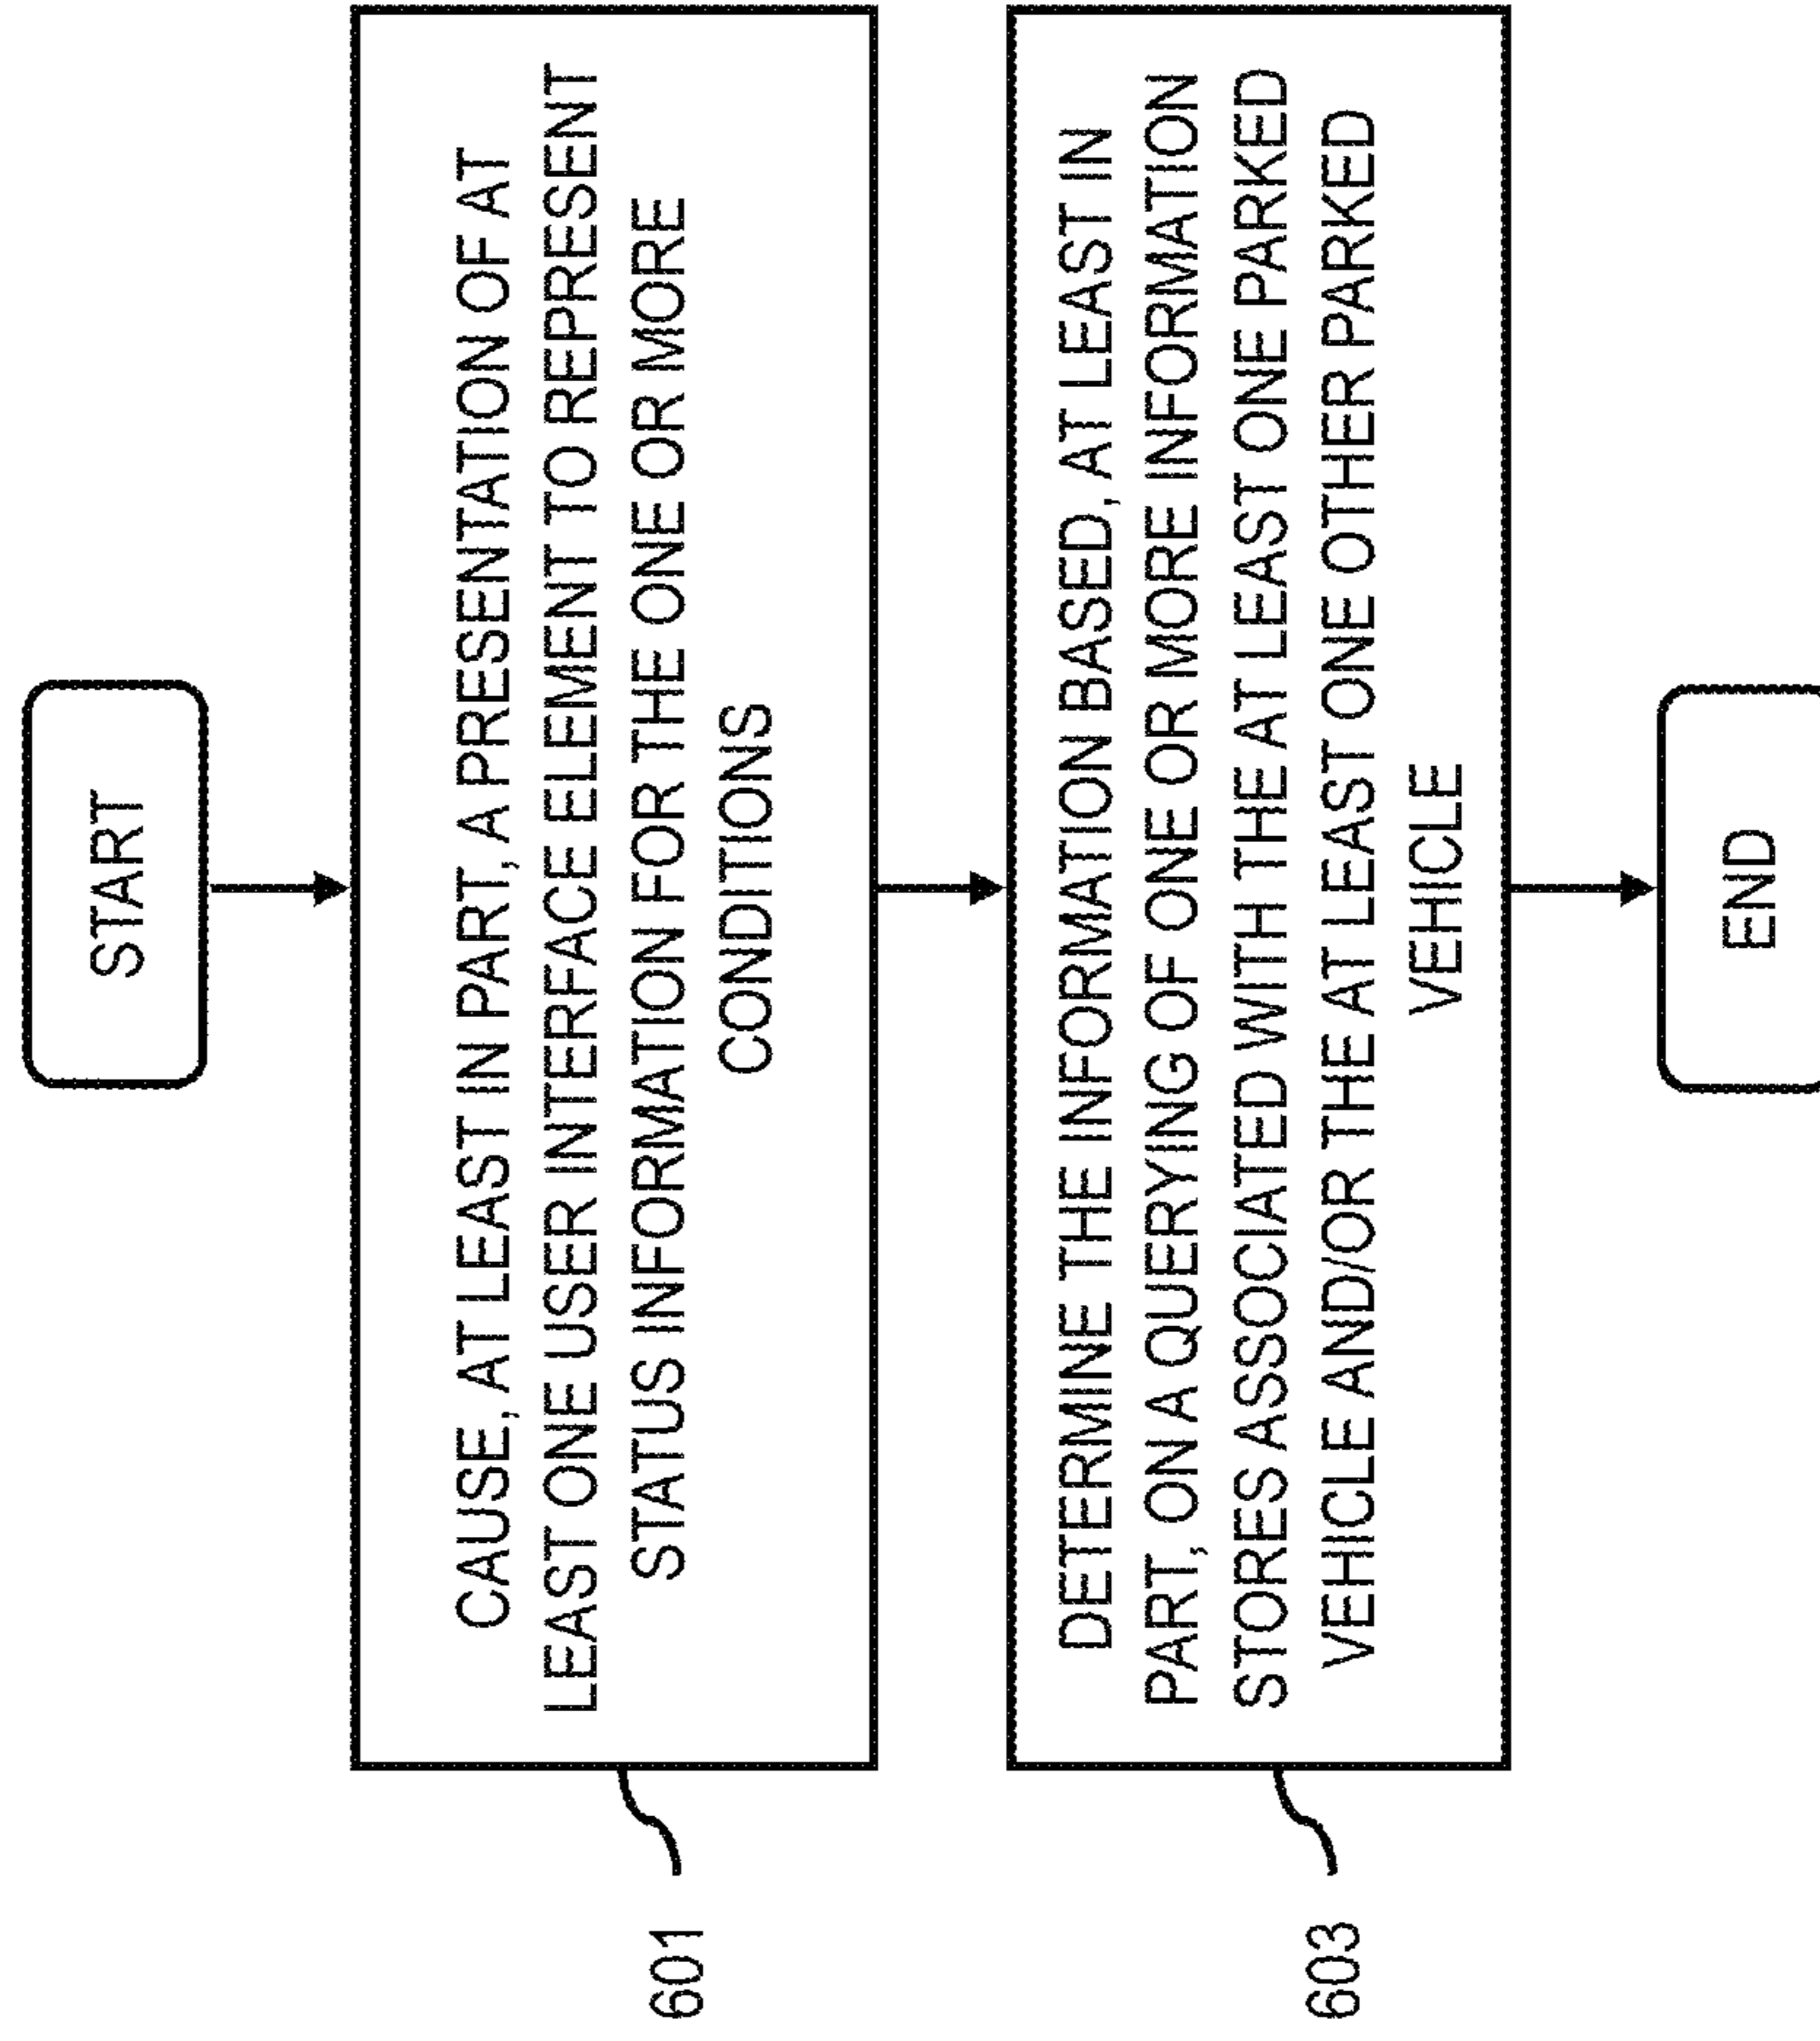 START
601
CAUSE, AT LEAST IN PART, A PRESENTATION OF AT
LEAST ONE USER INTERFACE ELEMENT TO REPRESENT
STATUS INFORMATION FOR THE ONE OR MORE
CONDITIONS
603
DETERMINE THE INFORMATION BASED, AT LEAST IN
PART, ON A QUERYING OF ONE OR MORE INFORMATION
STORES ASSOCIATED WITH THE AT LEAST ONE PARKED
VEHICLE AND/OR THE AT LEAST ONE OTHER PARKED
VEHICLE
END